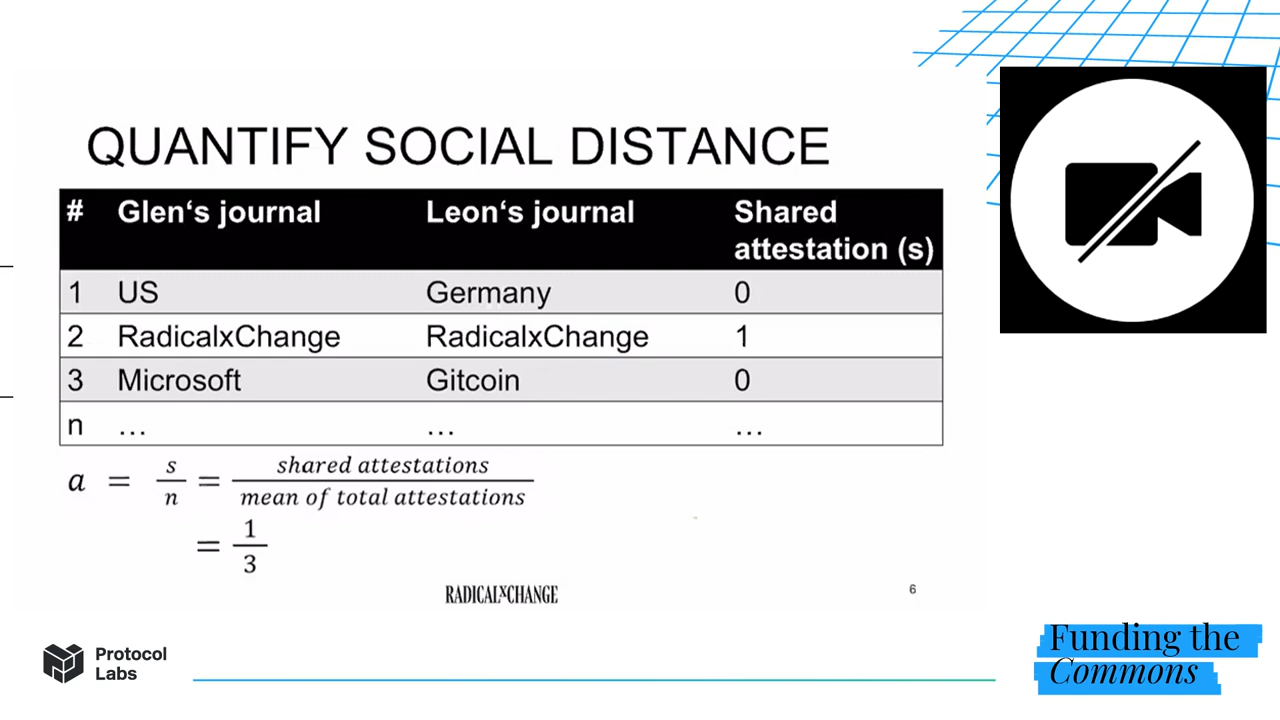 QUANTIFY SOCIAL DISTANCE
# Glen‘s journal Leon‘s journal Shared attestation (s)
1 US Germany 0
2 RadicalxChange RadicalxChange 1
3 Microsoft Gitcoin 0
n … … …
a = s/n = shared attestations / mean of total attestations
= 1/3
RADICALXCHANGE
6
Protocol
Labs
Funding the
Commons